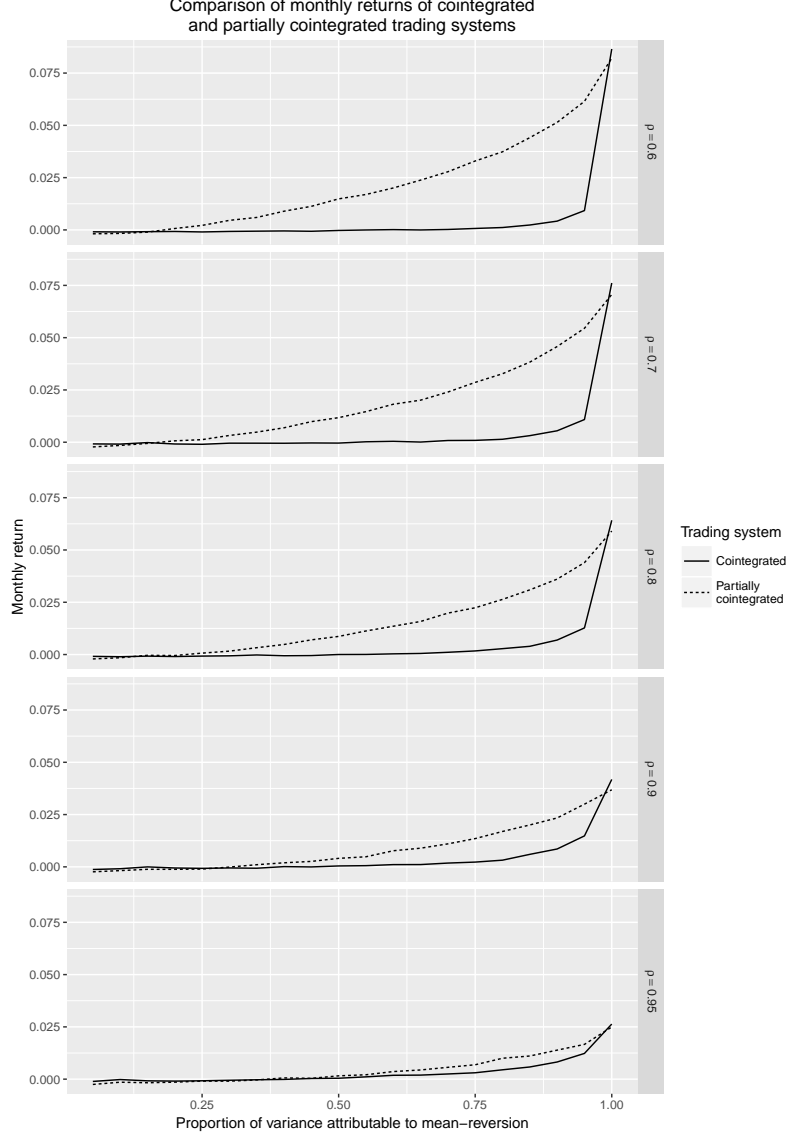 Comparison of monthly returns of cointegrated
and partially cointegrated trading systems
0.075
0.050
0.025
0.000
ρ = 0.6
0.075
0.050
0.025
0.000
ρ = 0.7
0.075
0.050
0.025
0.000
ρ = 0.8
0.075
0.050
0.025
0.000
ρ = 0.9
0.075
0.050
0.025
0.000
ρ = 0.95
Monthly return
0.25 0.50 0.75 1.00
Proportion of variance attributable to mean−reversion
Trading system
Cointegrated
Partially
cointegrated